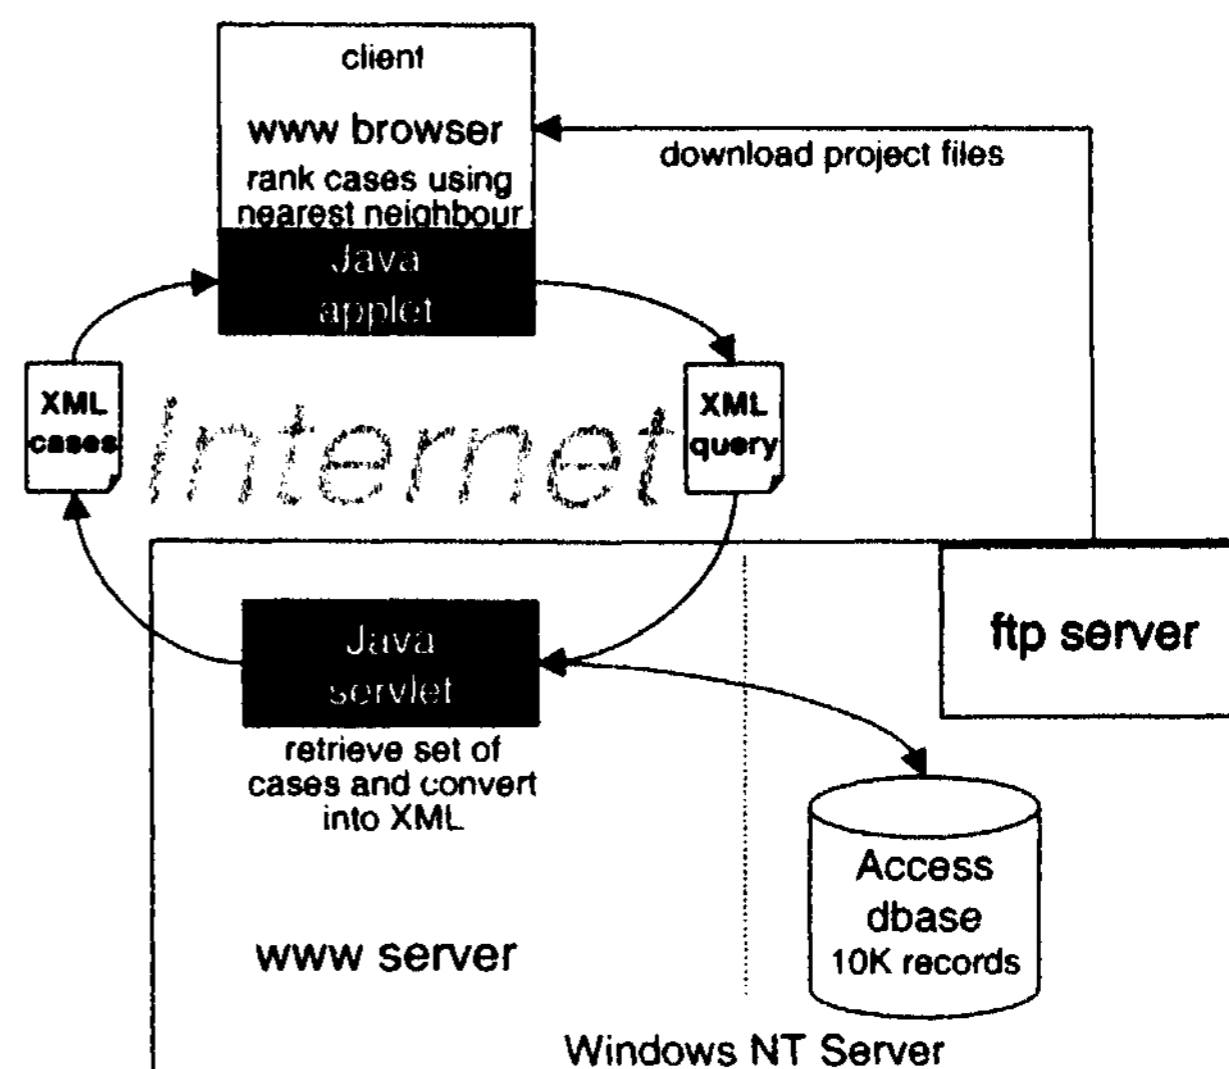 client
www browser
rank cases using
nearest neighbour
download project files
Java
applet
XML
cases
Internet
XML
query
ftp server
Java
servlet
retrieve set of
cases and convert
into XML
Access
dbase
10K records
www server
Windows NT Server